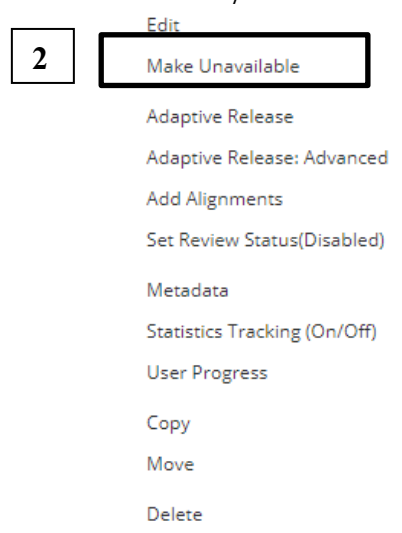 Edit
2
Make Unavailable
Adaptive Release
Adaptive Release: Advanced
Add Alignments
Set Review Status(Disabled)
Metadata
Statistics Tracking (On/Off)
User Progress
Copy
Move
Delete